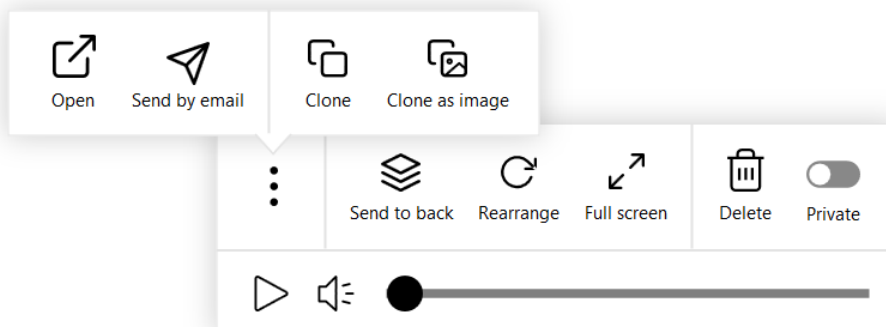 Open
Send by email
Clone
Clone as image
Send to back
Rearrange
Full screen
Delete
Private